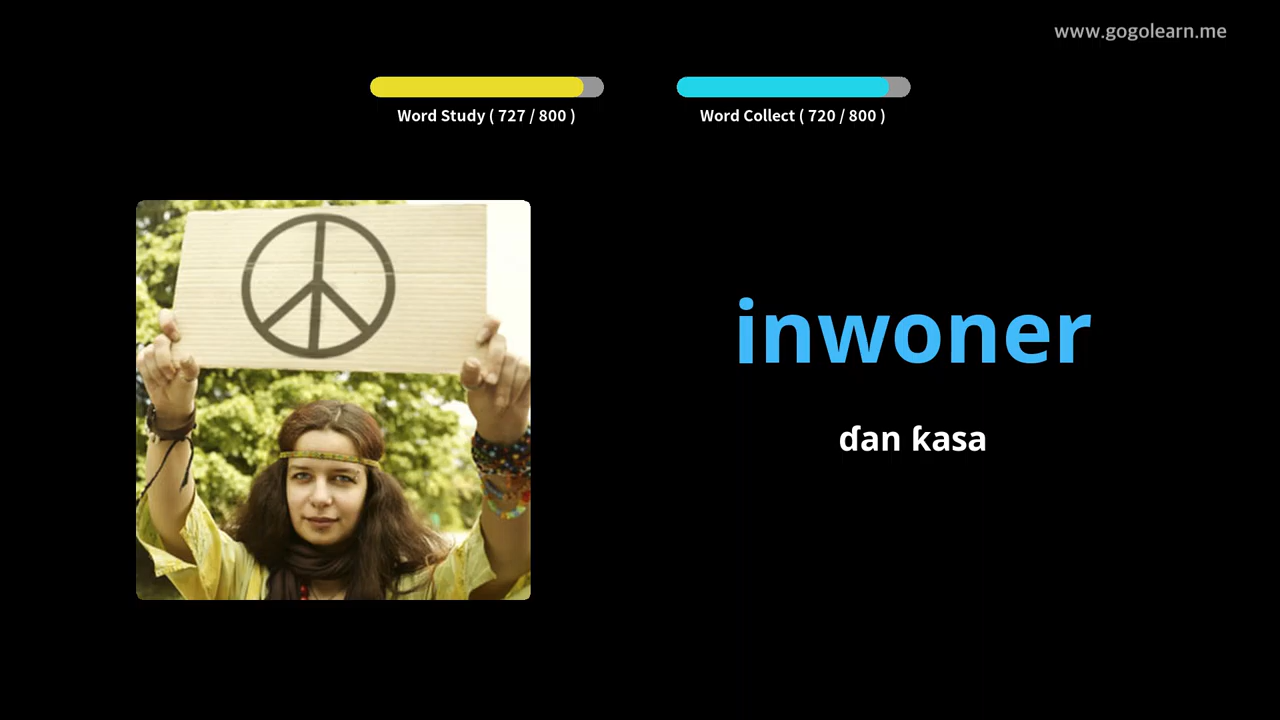 www.gogolearn.me
Word Study ( 727 / 800 )
Word Collect ( 720 / 800 )
inwoner
ɗan ƙasa